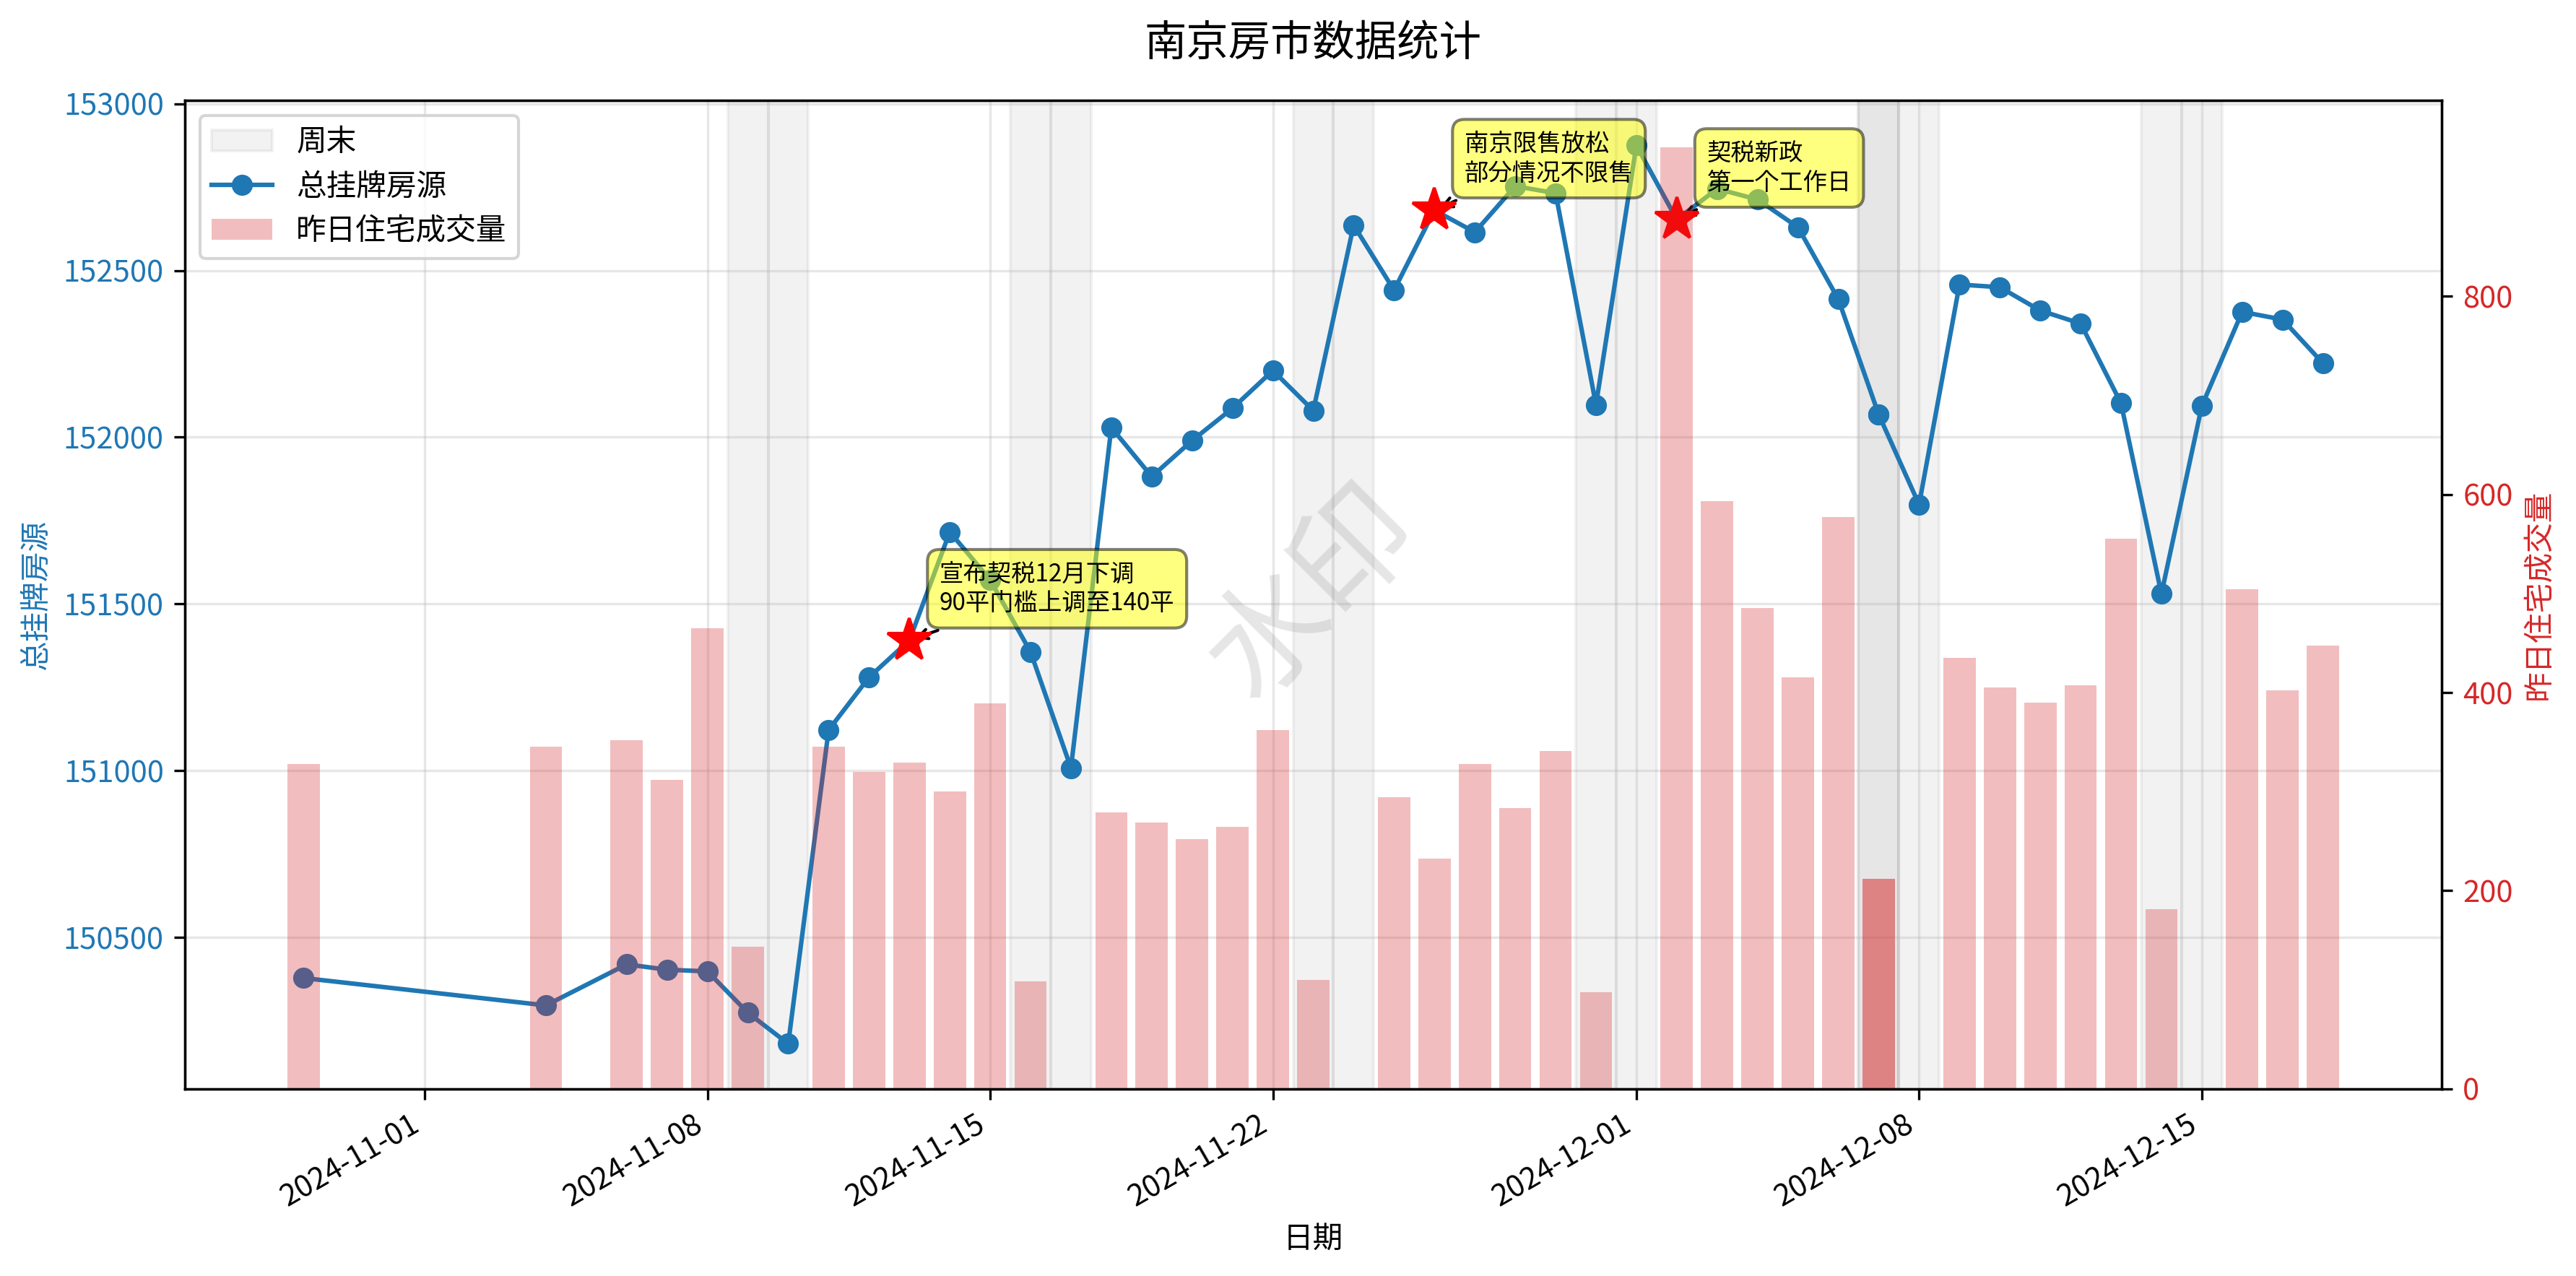 南京房市数据统计
周末
总挂牌房源
昨日住宅成交量
153000
152500
152000
151500
151000
150500
总挂牌房源
南京限售放松
部分情况不限售
契税新政
第一个工作日
宣布契税12月下调
90平门槛上调至140平
水印
800
600
400
200
0
昨日住宅成交量
2024-11-01
2024-11-08
2024-11-15
2024-11-22
2024-12-01
2024-12-08
2024-12-15
日期